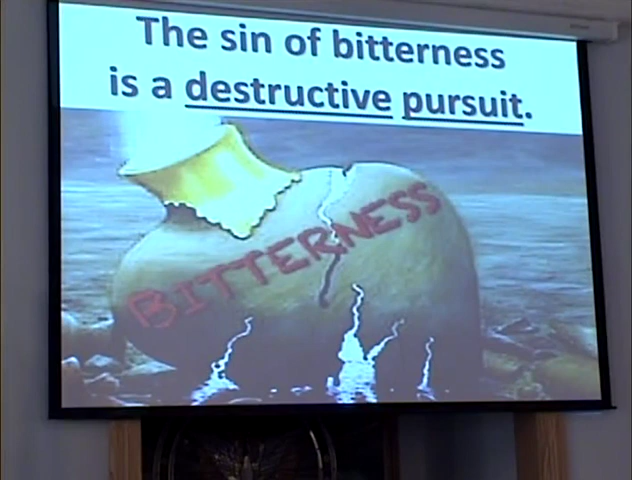 The sin of bitterness
is a destructive pursuit.
BITTERNESS